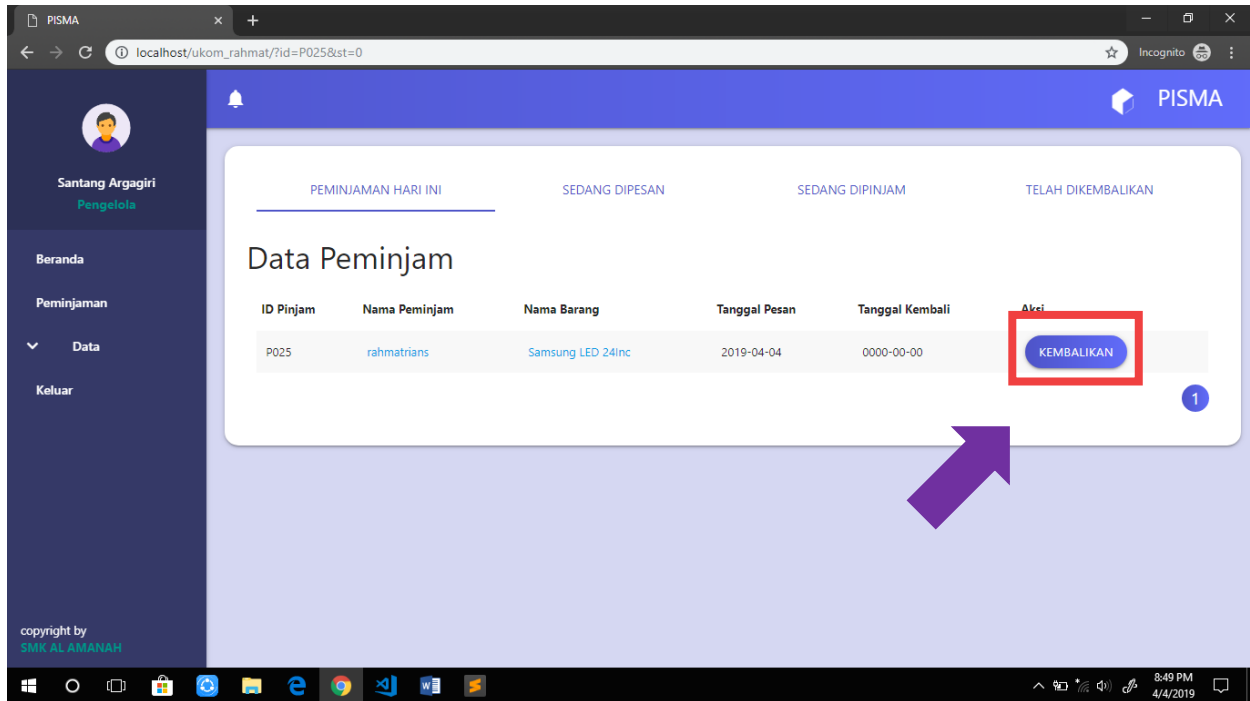 PISMA
localhost/ukom_rahmat/?id=P025&st=0
Incognito
PISMA
Santang Argagiri
Pengelola
Beranda
Peminjaman
Data
Keluar
copyright by
SMK AL AMANAH
PEMINJAMAN HARI INI SEDANG DIPESAN SEDANG DIPINJAM TELAH DIKEMBALIKAN
Data Peminjam
ID Pinjam Nama Peminjam Nama Barang Tanggal Pesan Tanggal Kembali Aksi
P025 rahmatrians Samsung LED 24Inc 2019-04-04 0000-00-00 KEMBALIKAN
1
8:49 PM
4/4/2019